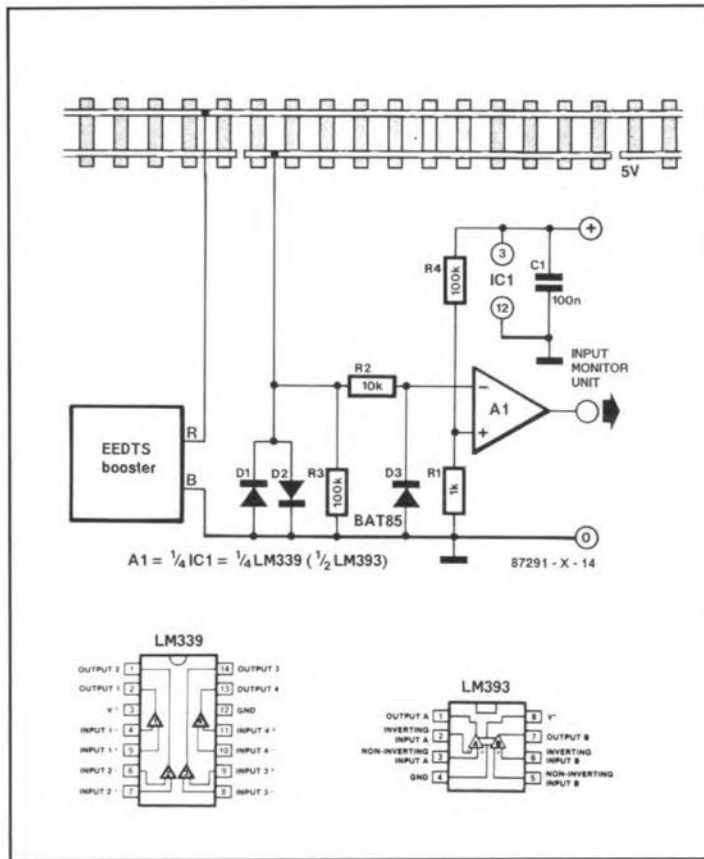 5V
R4
100k
3
IC1
12
C1
100n
+
INPUT
MONITOR
UNIT
R2
10k
−
A1
+
EEDTS
booster
R
B
D1
D2
R3
100k
D3
BAT85
R1
1k
0
A1 = ¼ IC1 = ¼ LM339 ( ½ LM393)
87291 - X - 14
LM339
OUTPUT 2 1
14 OUTPUT 3
OUTPUT 1 2
13 OUTPUT 4
V+ 3
12 GND
INPUT 1 - 4
11 INPUT 4 +
INPUT 1 + 5
10 INPUT 4 -
INPUT 2 - 6
9 INPUT 3 +
INPUT 2 + 7
8 INPUT 3 -
LM393
OUTPUT A 1
8 V+
INVERTING
INPUT A 2
7 OUTPUT B
NON-INVERTING
INPUT A 3
6 INVERTING
INPUT B
GND 4
5 NON-INVERTING
INPUT B